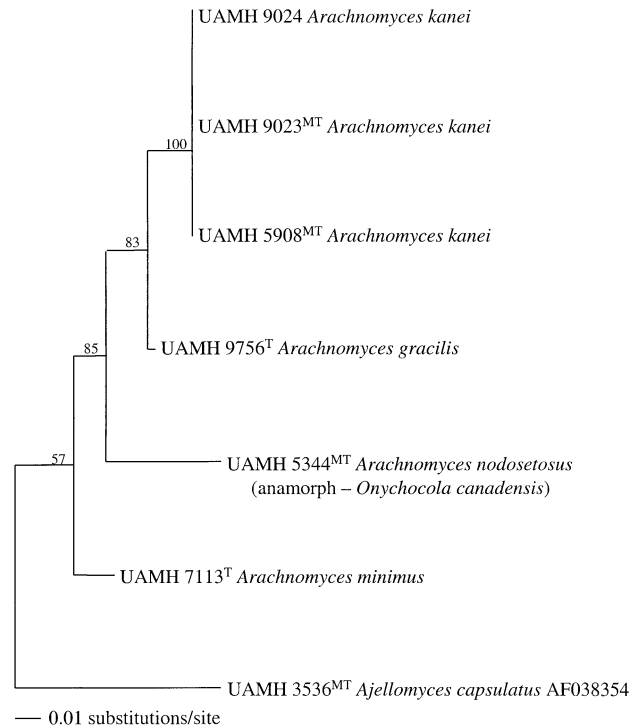 UAMH 9024 Arachnomyces kanei
UAMH 9023ᴹᵀ Arachnomyces kanei
100
UAMH 5908ᴹᵀ Arachnomyces kanei
83
UAMH 9756ᵀ Arachnomyces gracilis
85
UAMH 5344ᴹᵀ Arachnomyces nodosetosus
(anamorph – Onychocola canadensis)
57
UAMH 7113ᵀ Arachnomyces minimus
UAMH 3536ᴹᵀ Ajellomyces capsulatus AF038354
0.01 substitutions/site